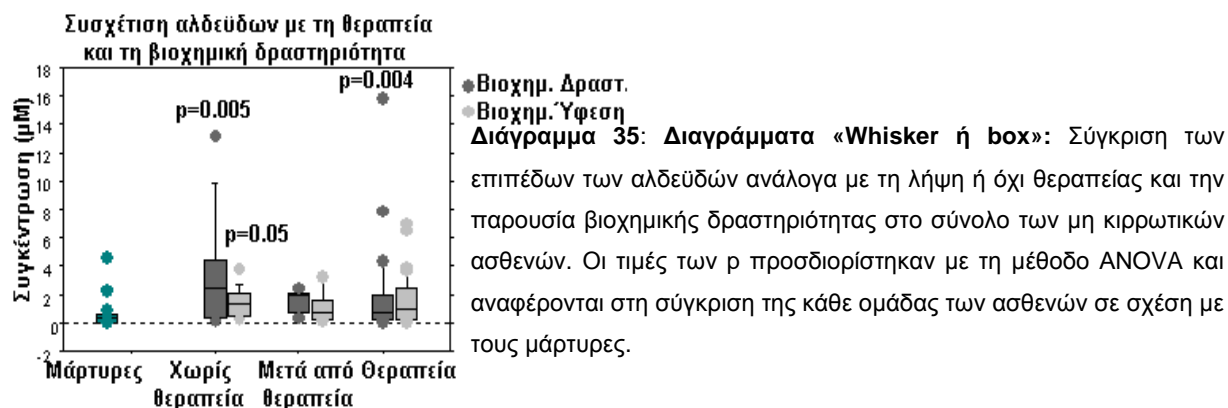 Συσχέτιση αλδεϋδων με τη θεραπεία
και τη βιοχημική δραστηριότητα
Συγκέντρωση (μΜ)
18
16
14
12
10
8
6
4
2
0
-2
p=0.005
p=0.05
p=0.004
Βιοχημ. Δραστ.
Βιοχημ. Ύφεση
Μάρτυρες
Χωρίς
θεραπεία
Μετά από
θεραπεία
Θεραπεία
Διάγραμμα 35: Διαγράμματα «Whisker ή box»: Σύγκριση των
επιπέδων των αλδεϋδών ανάλογα με τη λήψη ή όχι θεραπείας και την
παρουσία βιοχημικής δραστηριότητας στο σύνολο των μη κιρρωτικών
ασθενών. Οι τιμές των p προσδιορίστηκαν με τη μέθοδο ANOVA και
αναφέρονται στη σύγκριση της κάθε ομάδας των ασθενών σε σχέση με
τους μάρτυρες.